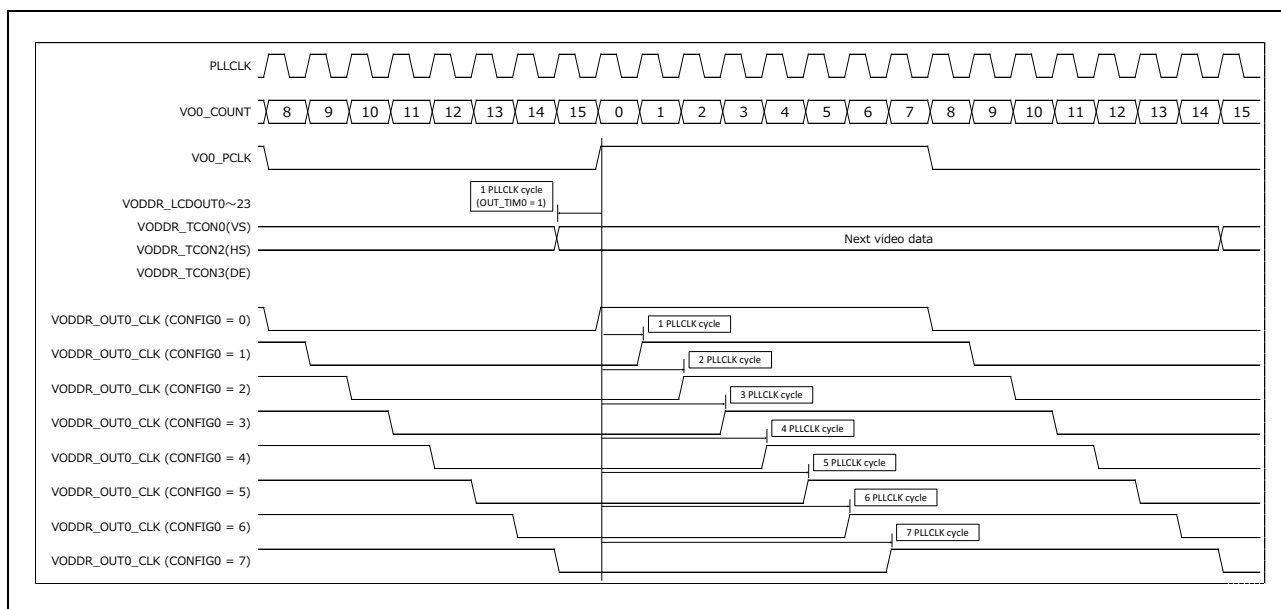 PLLCLK
VO0_COUNT 8 9 10 11 12 13 14 15 0 1 2 3 4 5 6 7 8 9 10 11 12 13 14 15
VO0_PCLK
1 PLLCLK cycle
(OUT_TIM0 = 1)
VODDR_LCDOUT0～23
VODDR_TCON0(VS)
Next video data
VODDR_TCON2(HS)
VODDR_TCON3(DE)
VODDR_OUT0_CLK (CONFIG0 = 0)
1 PLLCLK cycle
VODDR_OUT0_CLK (CONFIG0 = 1)
2 PLLCLK cycle
VODDR_OUT0_CLK (CONFIG0 = 2)
3 PLLCLK cycle
VODDR_OUT0_CLK (CONFIG0 = 3)
4 PLLCLK cycle
VODDR_OUT0_CLK (CONFIG0 = 4)
5 PLLCLK cycle
VODDR_OUT0_CLK (CONFIG0 = 5)
6 PLLCLK cycle
VODDR_OUT0_CLK (CONFIG0 = 6)
7 PLLCLK cycle
VODDR_OUT0_CLK (CONFIG0 = 7)